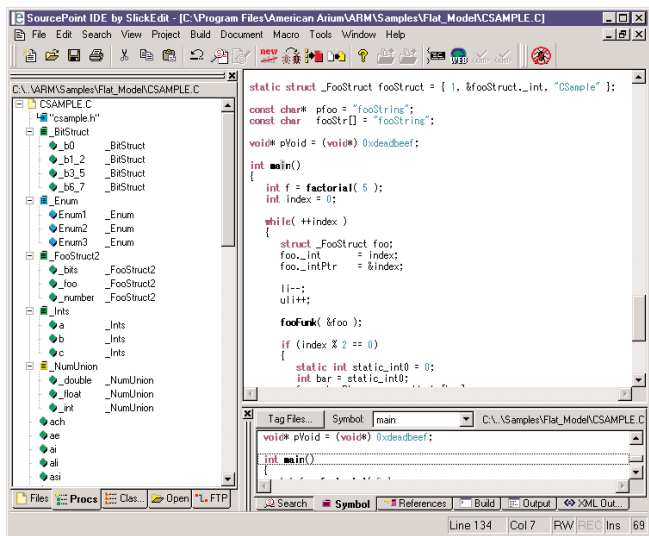 SourcePoint IDE by SlickEdit - [C:\Program Files\American Arium\ARM\Samples\Flat_Model\CSAMPLE.C]
File Edit Search View Project Build Document Macro Tools Window Help
C:\..\ARM\Samples\Flat_Model\CSAMPLE.C
CSAMPLE.C
"csample.h"
_BitStruct
_b0 _BitStruct
_b1_2 _BitStruct
_b3_5 _BitStruct
_b6_7 _BitStruct
_Enum
Enum1 _Enum
Enum2 _Enum
Enum3 _Enum
_FooStruct2
_bits _FooStruct2
_foo _FooStruct2
_number _FooStruct2
_Ints
a _Ints
b _Ints
c _Ints
_NumUnion
_double _NumUnion
_float _NumUnion
_int _NumUnion
ach
ae
ai
ali
asi
Files Procs Clas... Open FTP
static struct _FooStruct fooStruct = { 1, &fooStruct._int, "CSample" };
const char* pfoo = "fooString";
const char fooStr[] = "fooString";
void* pVoid = (void*) 0xdeadbeef;
int main()
{
int f = factorial( 5 );
int index = 0;
while( ++index )
{
struct _FooStruct foo;
foo._int = index;
foo._intPtr = &index;
li--;
uli++;
fooFunk( &foo );
if (index % 2 == 0)
{
static int static_int0 = 0;
int bar = static_int0;
Tag Files... Symbol: main C:\..\Samples\Flat_Model\CSAMPLE.C
void* pVoid = (void*) 0xdeadbeef;
int main()
{
Search Symbol References Build Output XML Out...
Line 134 Col 7 RW REC Ins 69